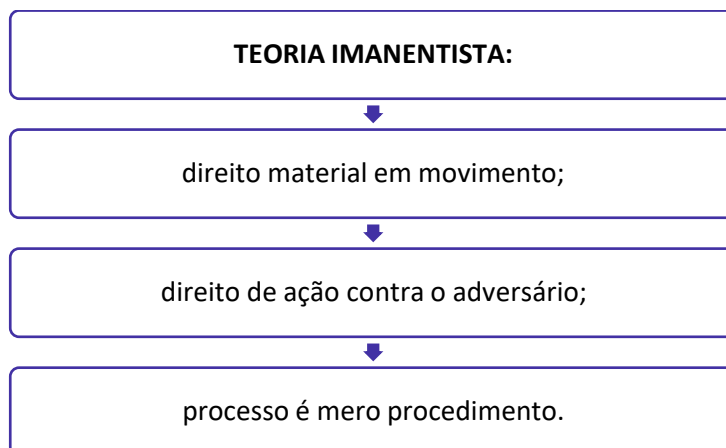 TEORIA IMANENTISTA:
direito material em movimento;
direito de ação contra o adversário;
processo é mero procedimento.